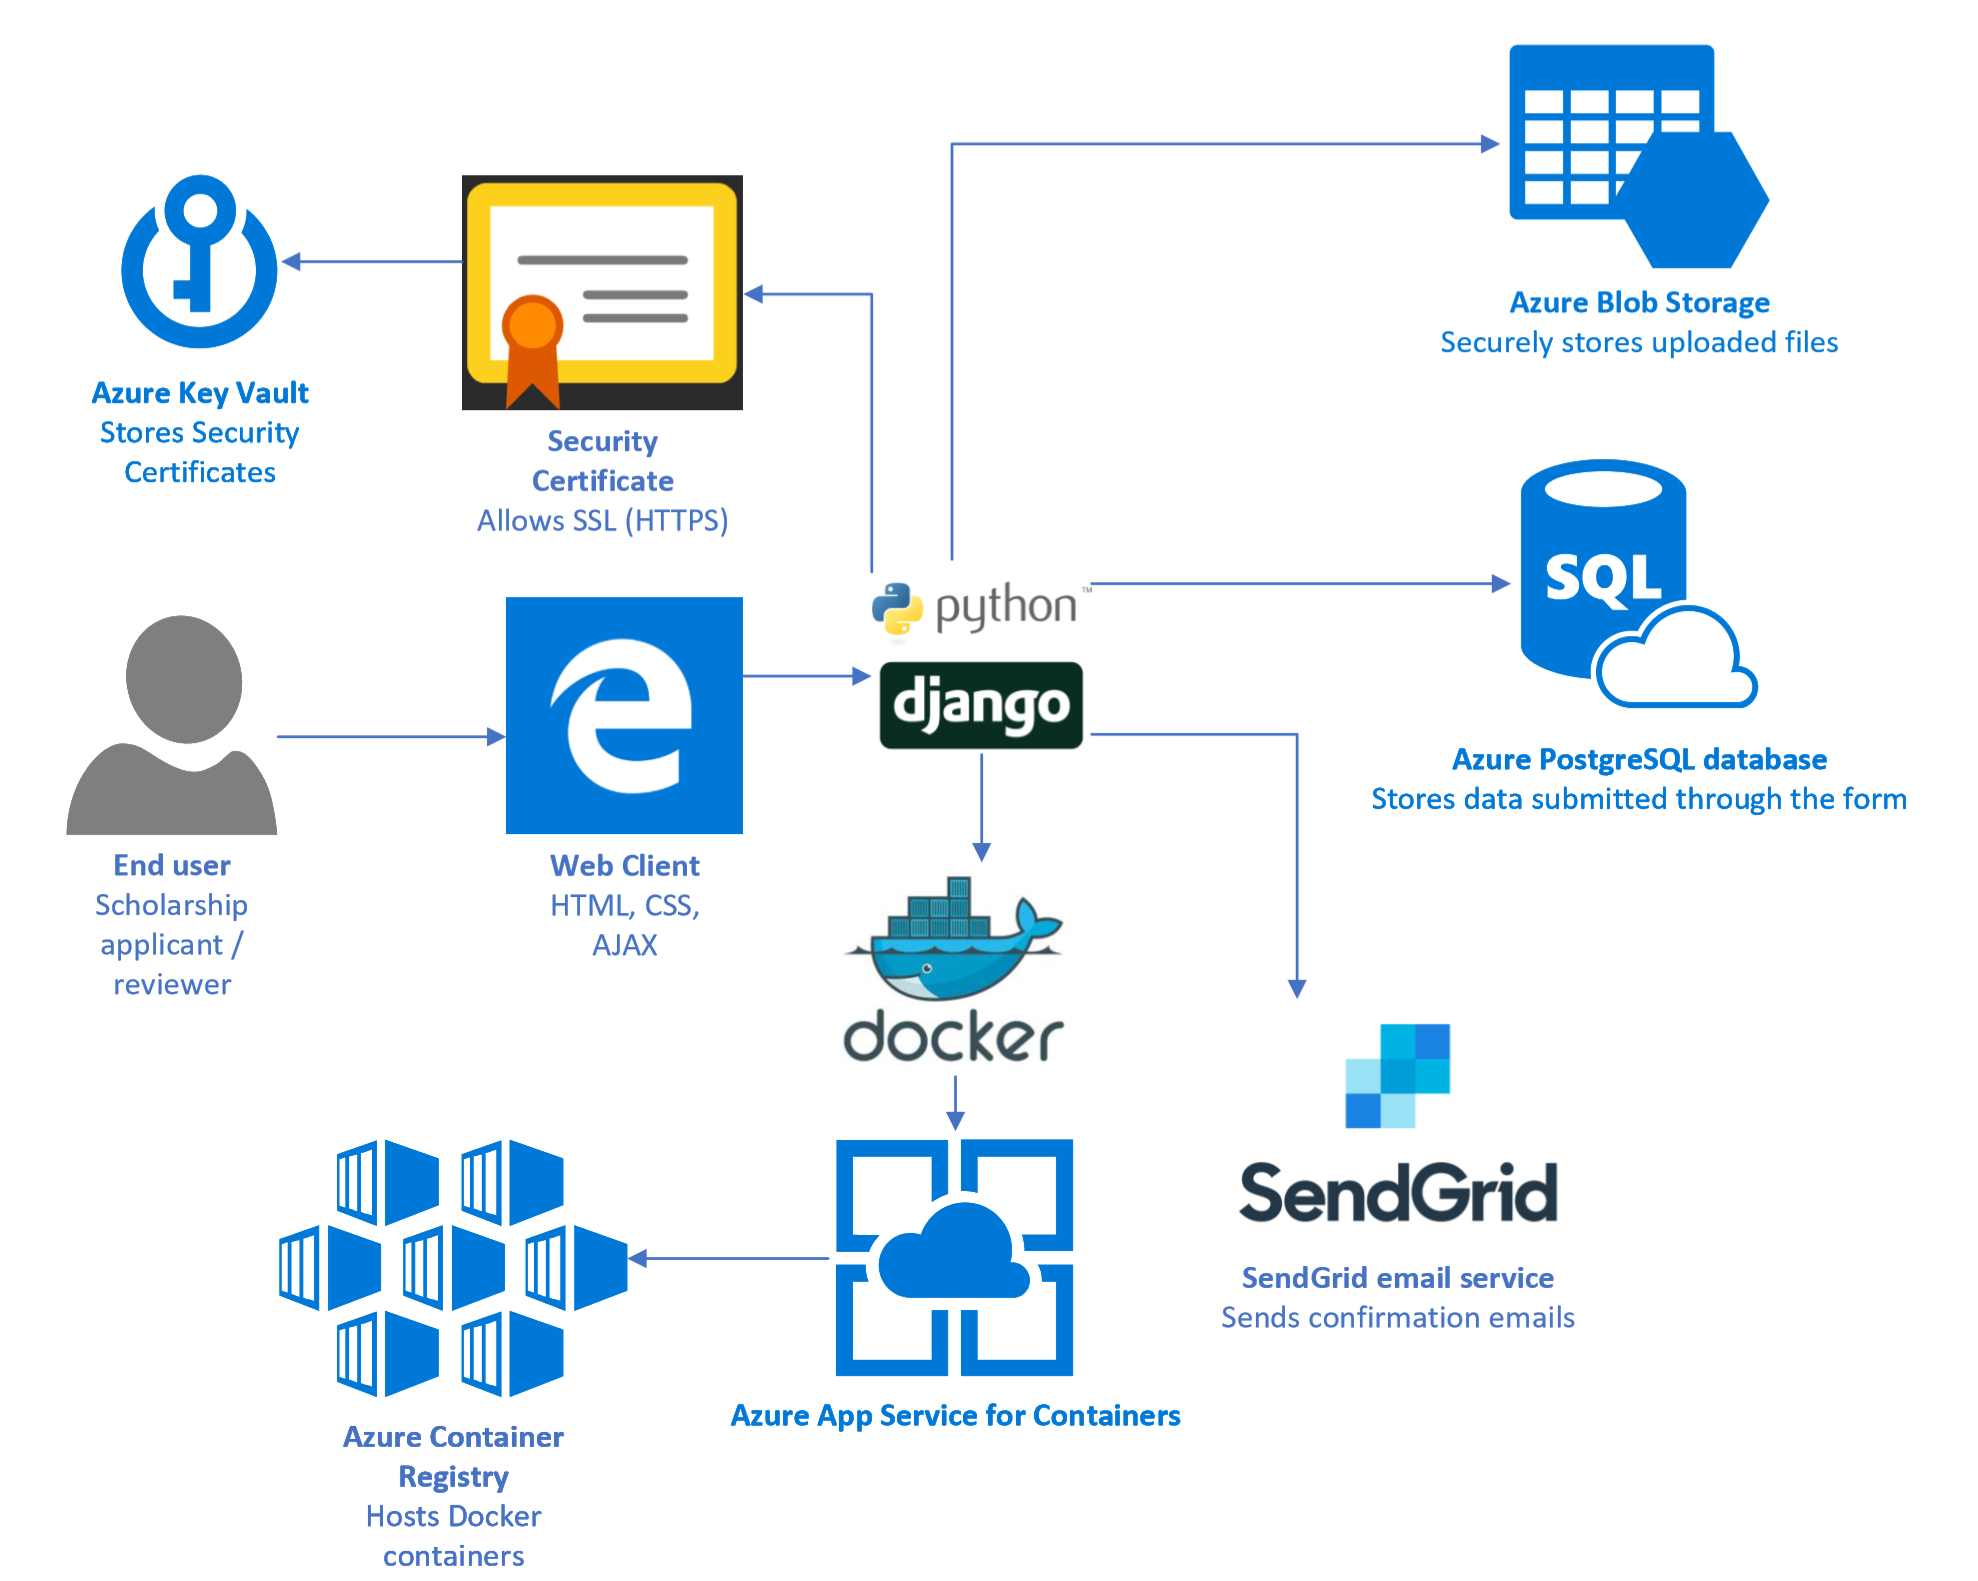 Azure Key Vault
Stores Security
Certificates
Security
Certificate
Allows SSL (HTTPS)
Azure Blob Storage
Securely stores uploaded files
python™
django
SQL
Azure PostgreSQL database
Stores data submitted through the form
End user
Scholarship
applicant /
reviewer
Web Client
HTML, CSS,
AJAX
docker
SendGrid
SendGrid email service
Sends confirmation emails
Azure App Service for Containers
Azure Container
Registry
Hosts Docker
containers